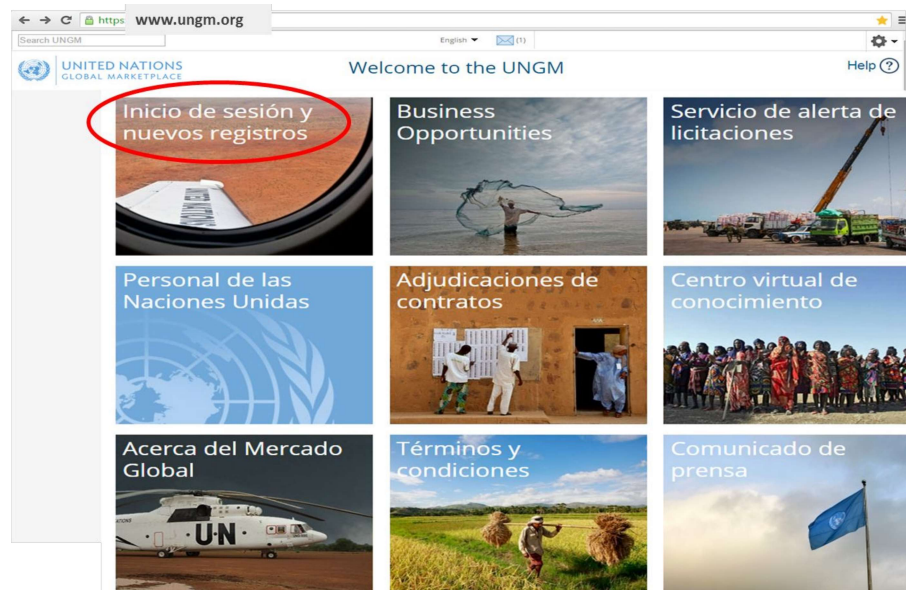 https www.ungm.org
Search UNGM
English
(1)
UNITED NATIONS
GLOBAL MARKETPLACE
Welcome to the UNGM
Help ?
Inicio de sesión y
nuevos registros
Business
Opportunities
Servicio de alerta de
licitaciones
UNITED NATIONS
Personal de las
Naciones Unidas
Adjudicaciones de
contratos
Centro virtual de
conocimiento
Acerca del Mercado
Global
UN
Términos y
condiciones
Comunicado de
prensa